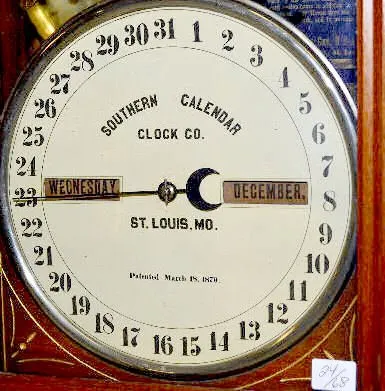 1 2 3 4 5 6 7 8 9 10 11 12 13 14 15 16 17 18 19 20 21 22 23 24 25 26 27 28 29 30 31
SOUTHERN CALENDAR
CLOCK CO.
WEDNESDAY DECEMBER.
ST. LOUIS, MO.
Patented March 18, 1879.
24/68